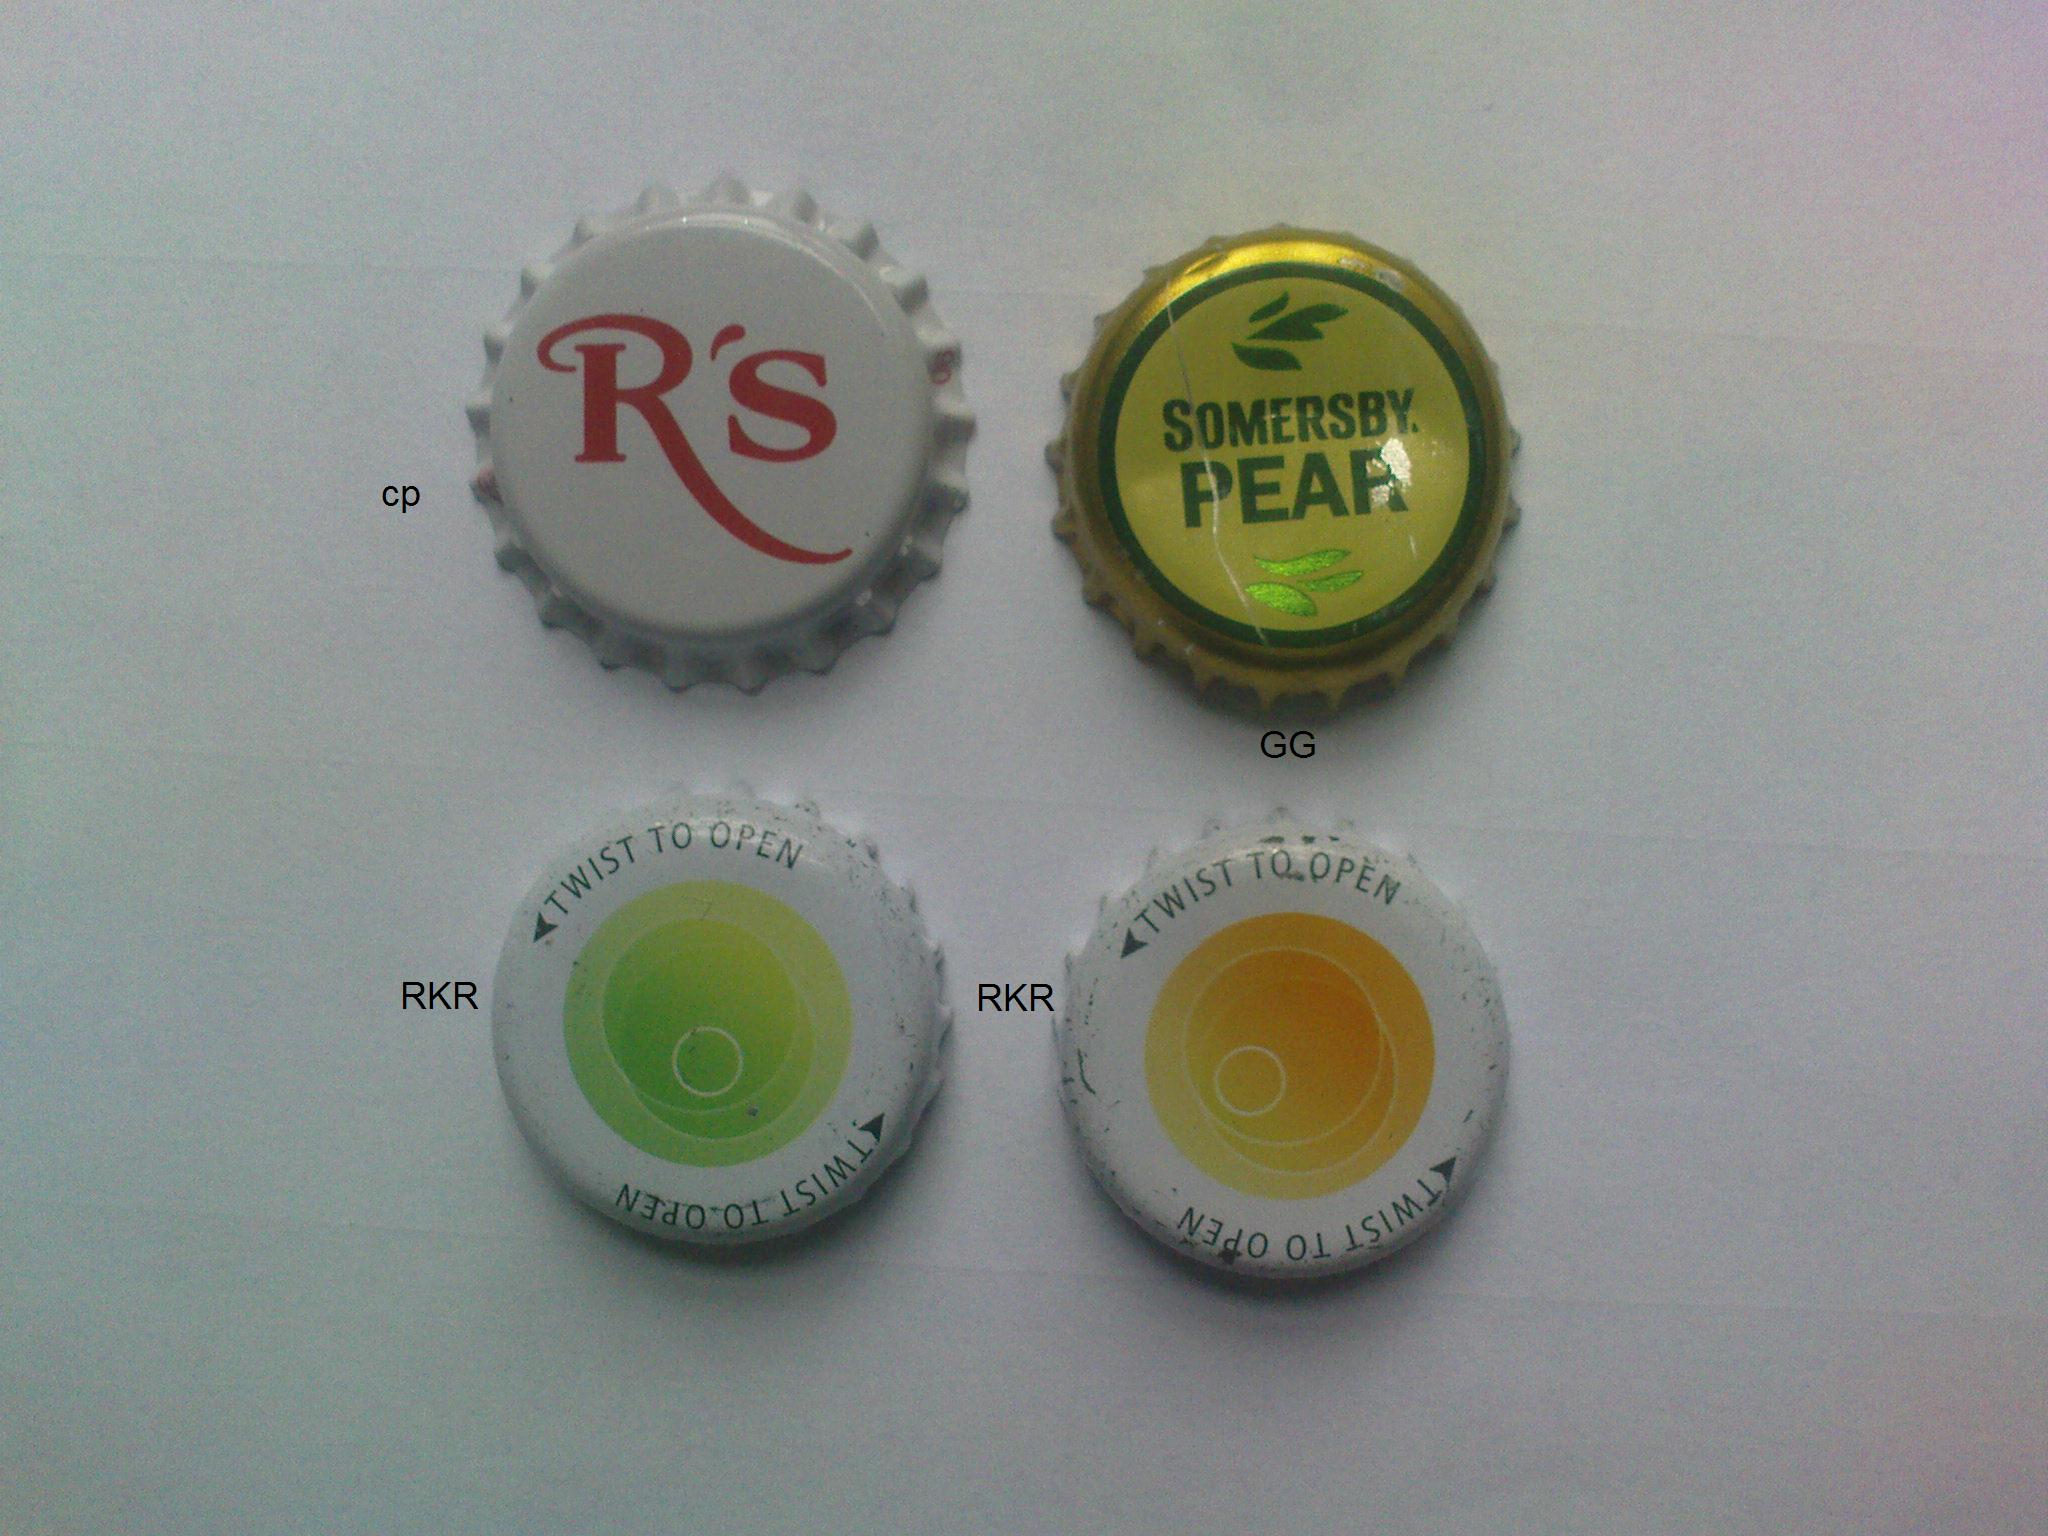 R's
SOMERSBY
PEAR
cp
GG
TWIST TO OPEN
TWIST TO OPEN
RKR
TWIST TO OPEN
TWIST TO OPEN
RKR